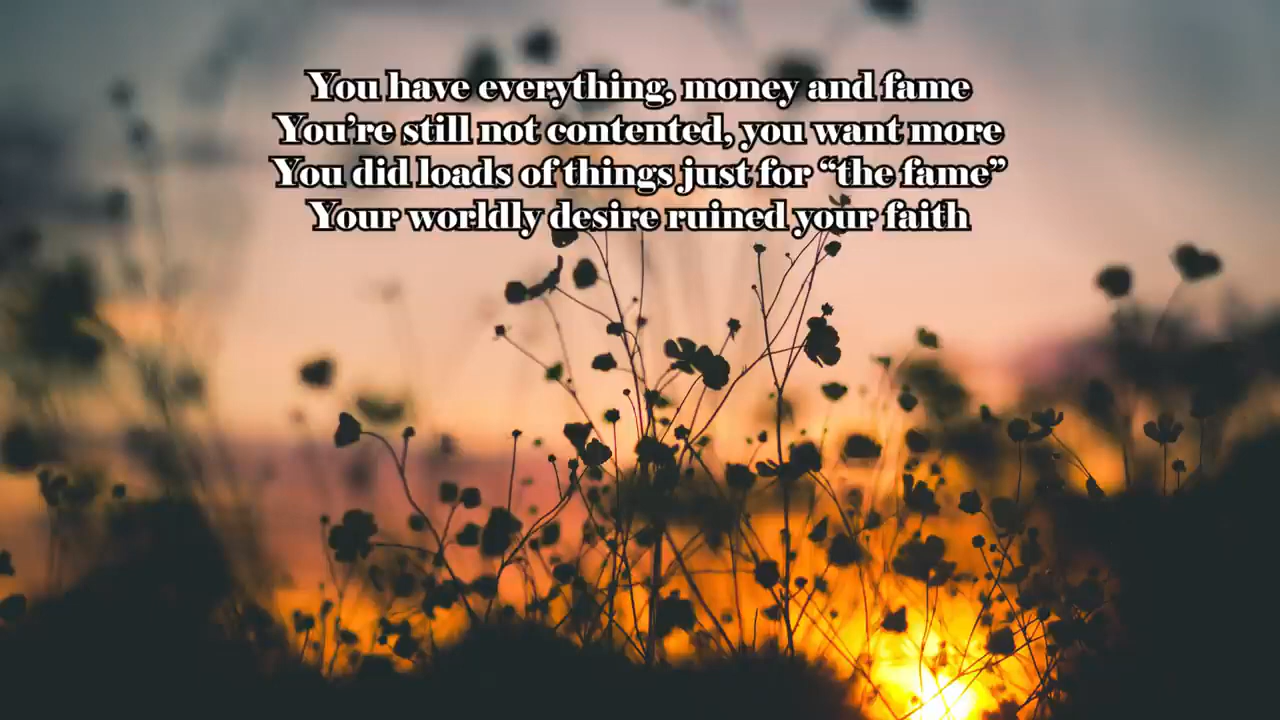 You have everything, money and fame
You’re still not contented, you want more
You did loads of things just for “the fame”
Your worldly desire ruined your faith